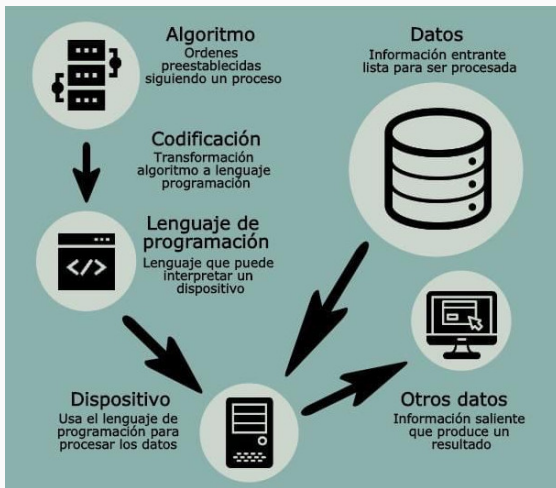 Algoritmo
Ordenes
preestablecidas
siguiendo un proceso
Datos
Información entrante
lista para ser procesada
Codificación
Transformación
algoritmo a lenguaje
programación
Lenguaje de
programación
Lenguaje que puede
interpretar un
dispositivo
</>
Dispositivo
Usa el lenguaje de
programación para
procesar los datos
Otros datos
Información saliente
que produce un
resultado